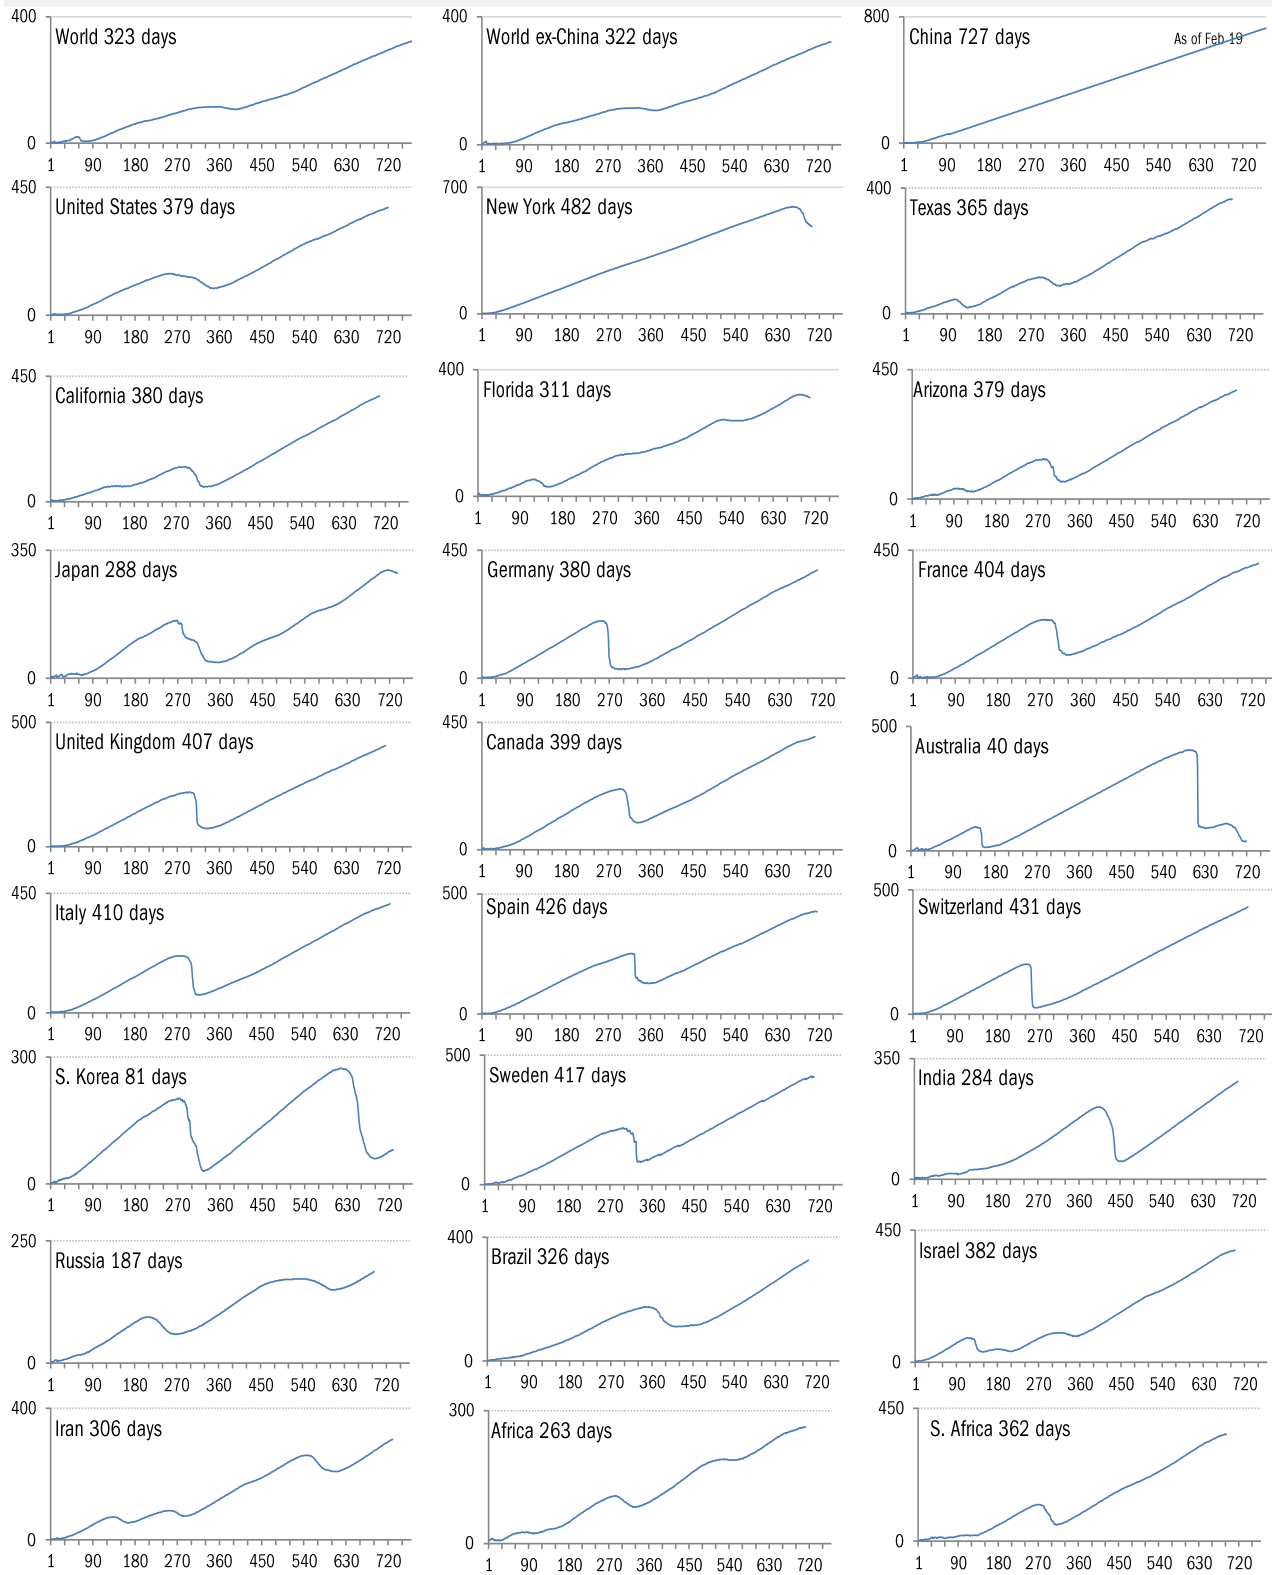 400
World 323 days
0
1 90 180 270 360 450 540 630 720
400
World ex-China 322 days
0
1 90 180 270 360 450 540 630 720
800
China 727 days
As of Feb 19
0
1 90 180 270 360 450 540 630 720
450
United States 379 days
0
1 90 180 270 360 450 540 630 720
700
New York 482 days
0
1 90 180 270 360 450 540 630 720
400
Texas 365 days
0
1 90 180 270 360 450 540 630 720
450
California 380 days
0
1 90 180 270 360 450 540 630 720
400
Florida 311 days
0
1 90 180 270 360 450 540 630 720
450
Arizona 379 days
0
1 90 180 270 360 450 540 630 720
350
Japan 288 days
0
1 90 180 270 360 450 540 630 720
450
Germany 380 days
0
1 90 180 270 360 450 540 630 720
450
France 404 days
0
1 90 180 270 360 450 540 630 720
500
United Kingdom 407 days
0
1 90 180 270 360 450 540 630 720
450
Canada 399 days
0
1 90 180 270 360 450 540 630 720
500
Australia 40 days
0
1 90 180 270 360 450 540 630 720
450
Italy 410 days
0
1 90 180 270 360 450 540 630 720
500
Spain 426 days
0
1 90 180 270 360 450 540 630 720
500
Switzerland 431 days
0
1 90 180 270 360 450 540 630 720
300
S. Korea 81 days
0
1 90 180 270 360 450 540 630 720
500
Sweden 417 days
0
1 90 180 270 360 450 540 630 720
350
India 284 days
0
1 90 180 270 360 450 540 630 720
250
Russia 187 days
0
1 90 180 270 360 450 540 630 720
400
Brazil 326 days
0
1 90 180 270 360 450 540 630 720
450
Israel 382 days
0
1 90 180 270 360 450 540 630 720
400
Iran 306 days
0
1 90 180 270 360 450 540 630 720
300
Africa 263 days
0
1 90 180 270 360 450 540 630 720
450
S. Africa 362 days
0
1 90 180 270 360 450 540 630 720